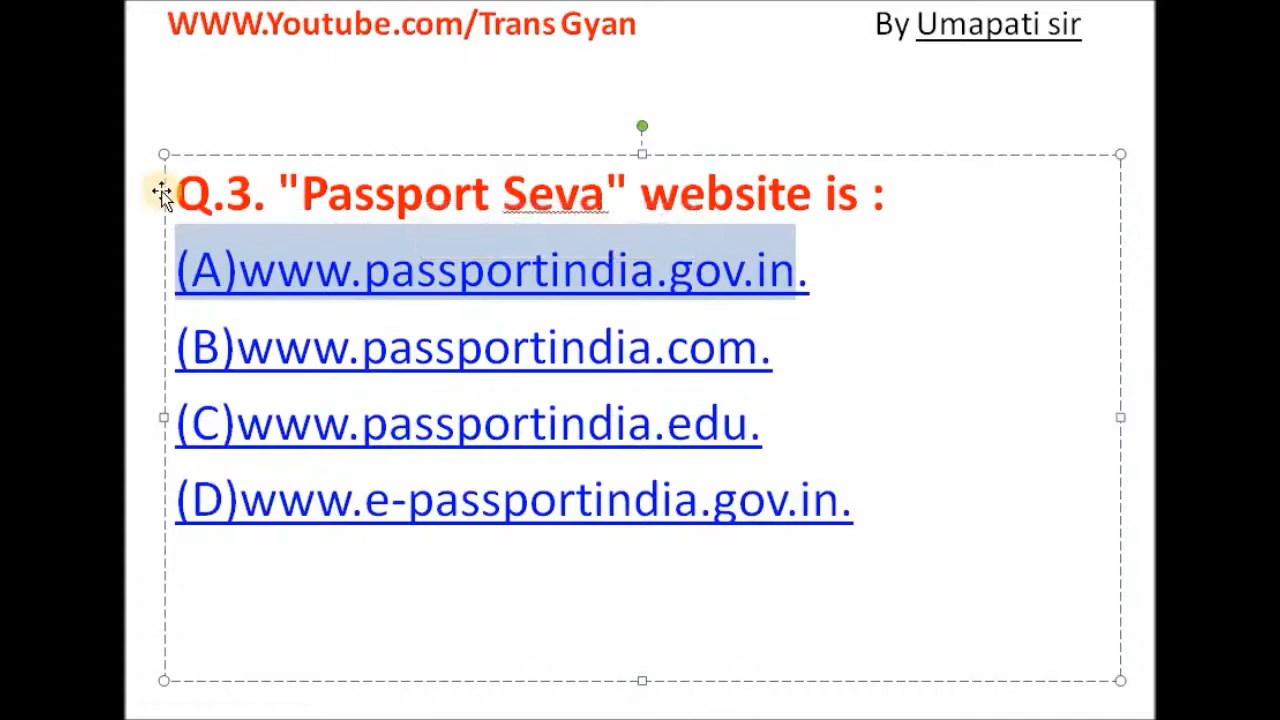 WWW.Youtube.com/Trans Gyan
By Umapati sir
Q.3. "Passport Seva" website is :
(A)www.passportindia.gov.in.
(B)www.passportindia.com.
(C)www.passportindia.edu.
(D)www.e-passportindia.gov.in.